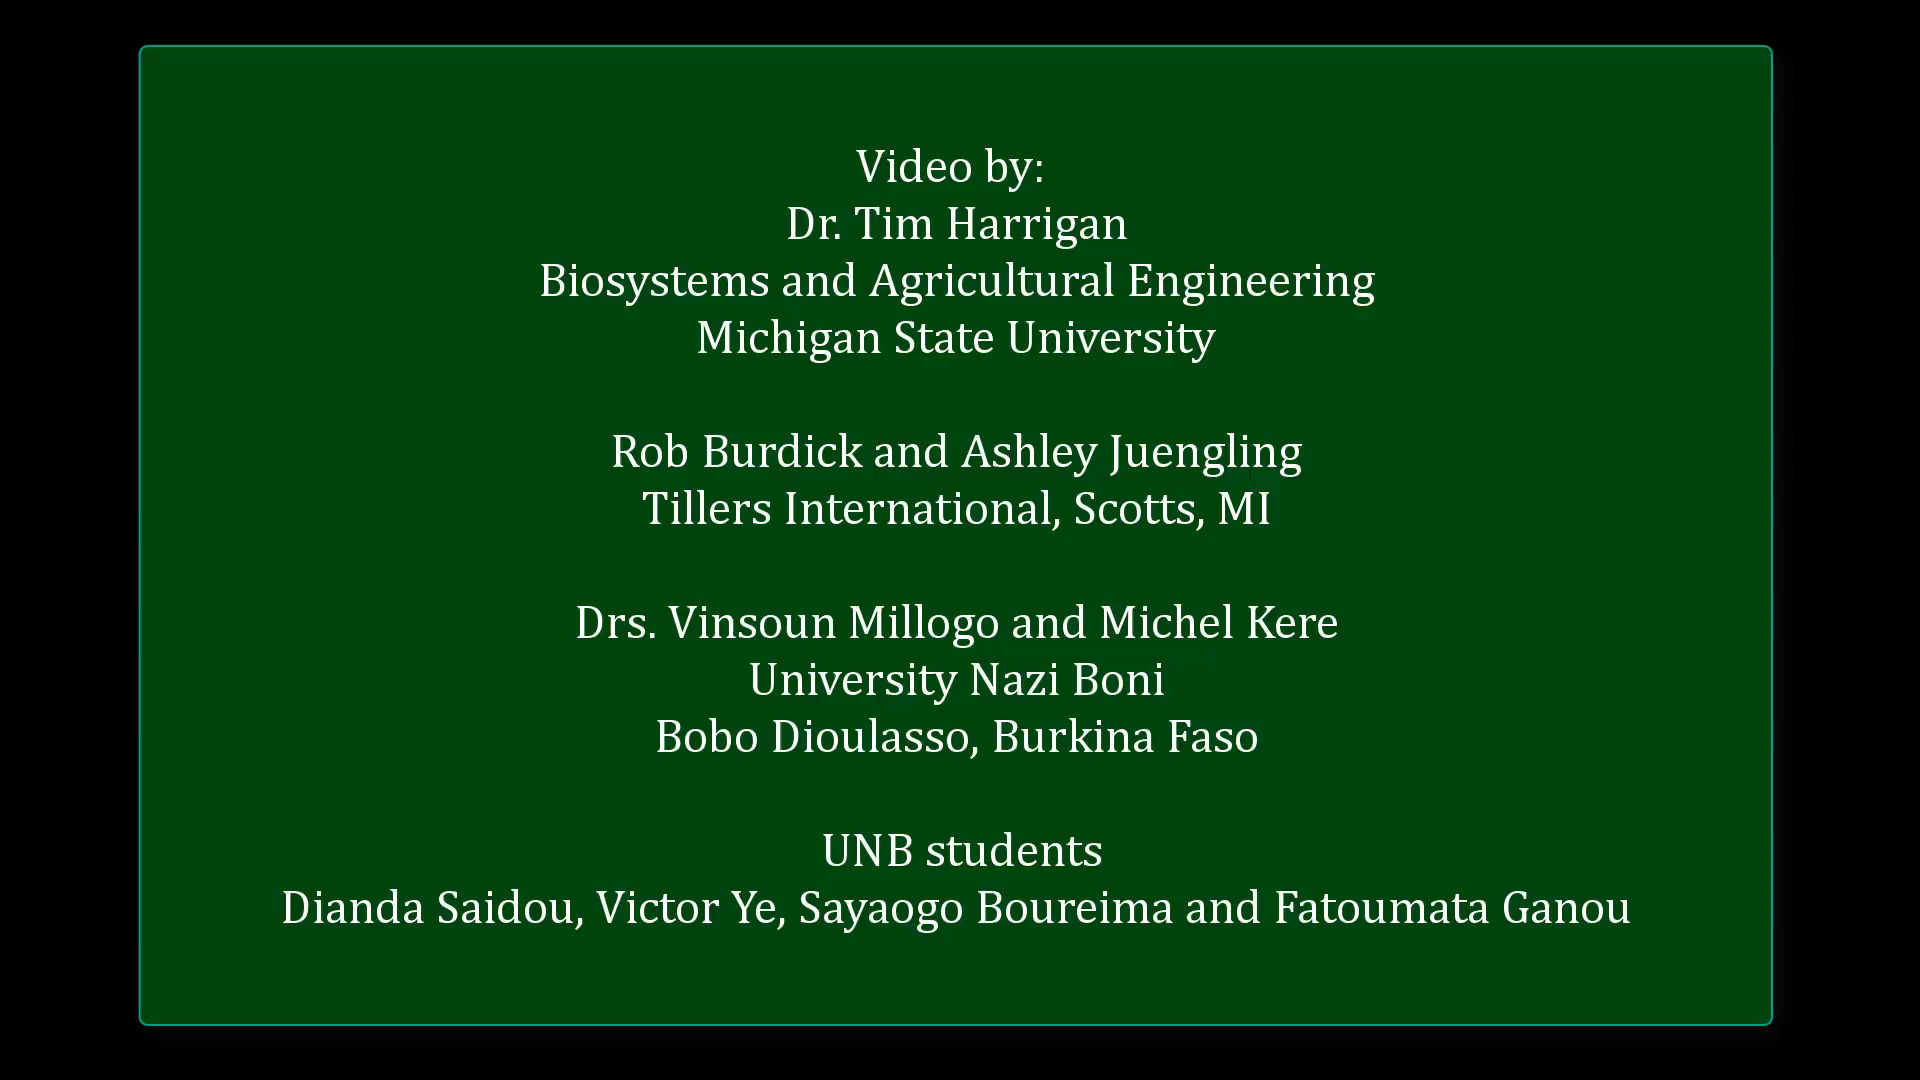 Video by:
Dr. Tim Harrigan
Biosystems and Agricultural Engineering
Michigan State University
Rob Burdick and Ashley Juengling
Tillers International, Scotts, MI
Drs. Vinsoun Millogo and Michel Kere
University Nazi Boni
Bobo Dioulasso, Burkina Faso
UNB students
Dianda Saidou, Victor Ye, Sayaogo Boureima and Fatoumata Ganou